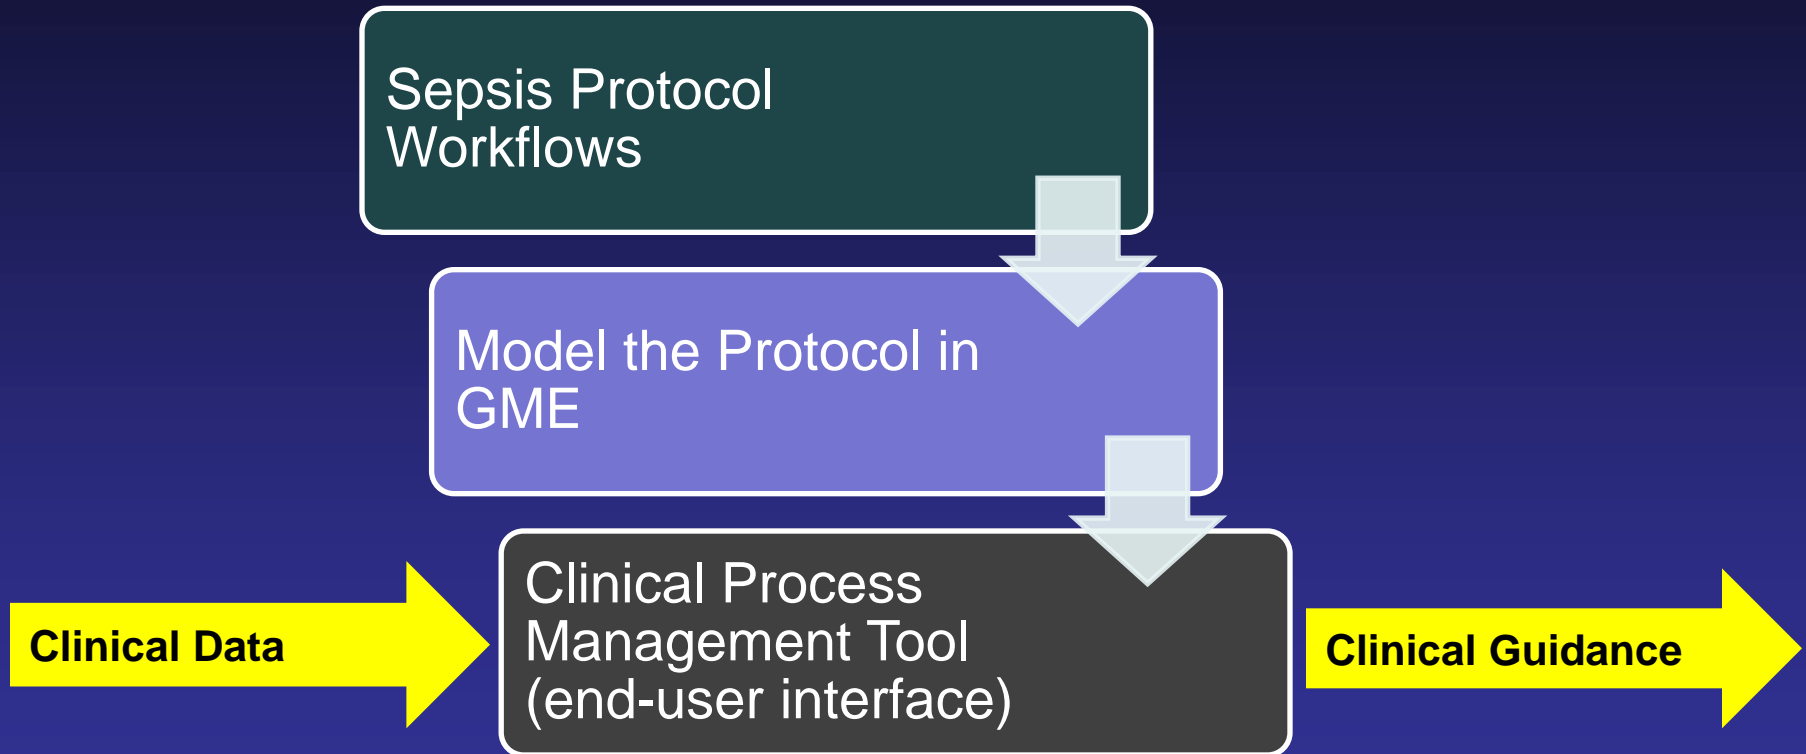 Sepsis Protocol
Workflows
Model the Protocol in
GME
Clinical Data
Clinical Process
Management Tool
(end-user interface)
Clinical Guidance